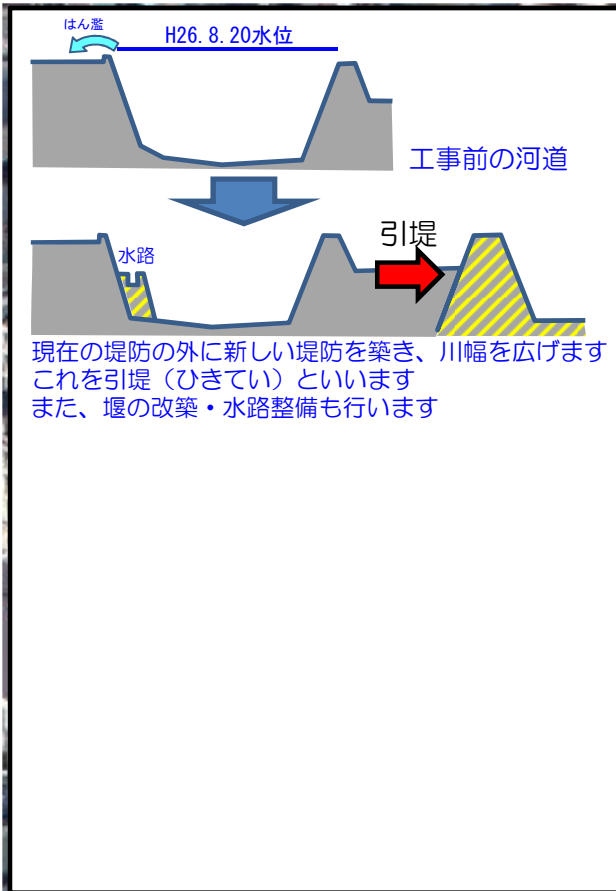 はん濫
H26.8.20水位
工事前の河道
引堤
水路
現在の堤防の外に新しい堤防を築き、川幅を広げます
これを引堤（ひきてい）といいます
また、堰の改築・水路整備も行います